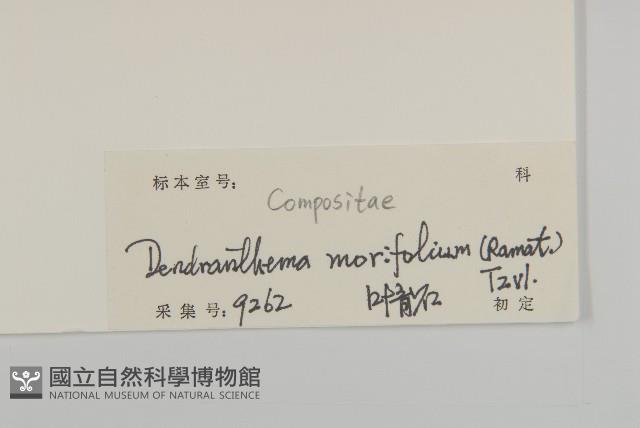 标本室号: 科
Compositae
Dendranthema morifolium (Ramat.)
Tzvl.
采集号: 9262 初定
國立自然科學博物館
NATIONAL MUSEUM OF NATURAL SCIENCE